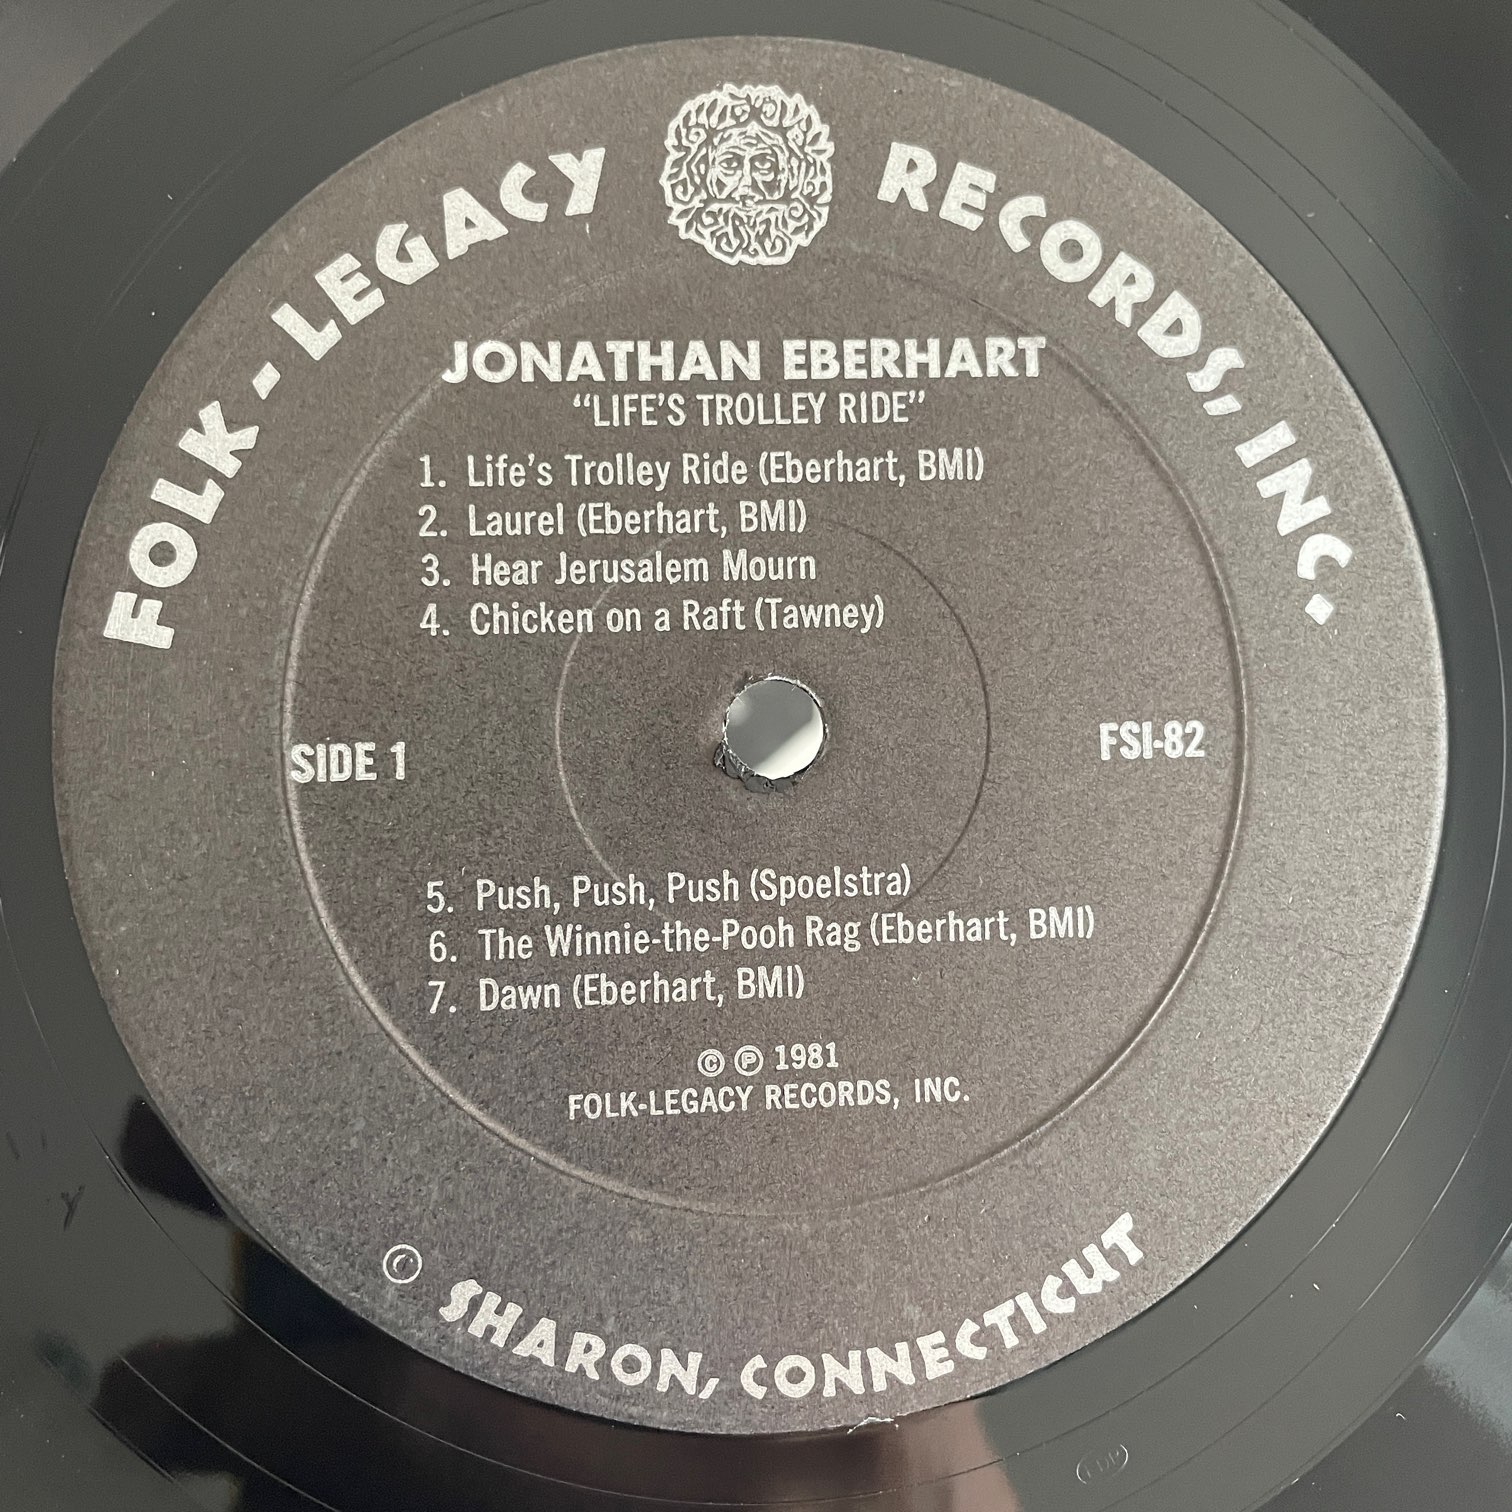 FOLK-LEGACY RECORDS, INC.
JONATHAN EBERHART
“LIFE’S TROLLEY RIDE”
1. Life’s Trolley Ride (Eberhart, BMI)
2. Laurel (Eberhart, BMI)
3. Hear Jerusalem Mourn
4. Chicken on a Raft (Tawney)
SIDE 1
FSI-82
5. Push, Push, Push (Spoelstra)
6. The Winnie-the-Pooh Rag (Eberhart, BMI)
7. Dawn (Eberhart, BMI)
© ℗ 1981
FOLK-LEGACY RECORDS, INC.
© SHARON, CONNECTICUT